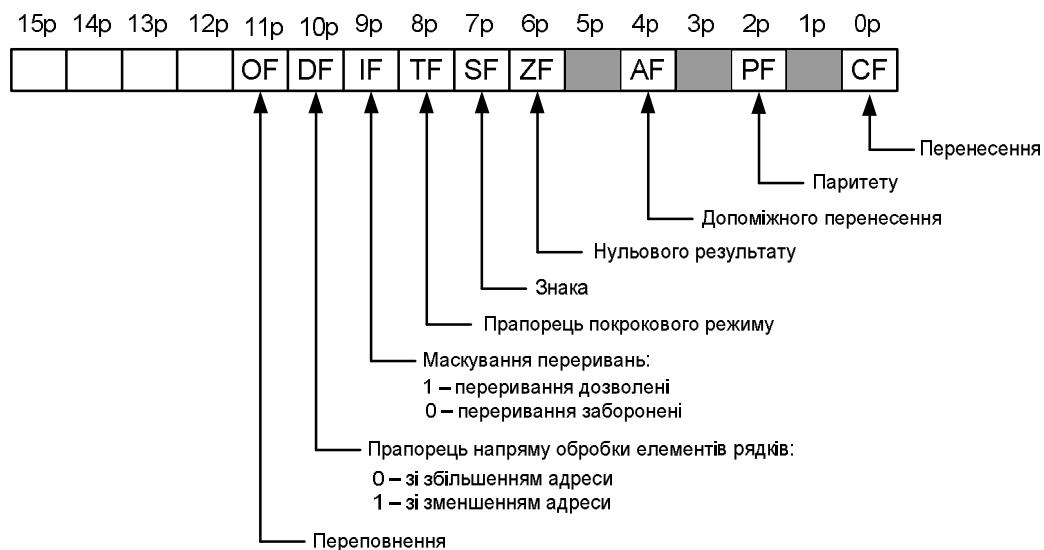 15р 14р 13р 12р 11р 10р 9р 8р 7р 6р 5р 4р 3р 2р 1р 0р
OF DF IF TF SF ZF AF PF CF
Перенесення
Паритету
Допоміжного перенесення
Нульового результату
Знака
Прапорець покрокового режиму
Маскування переривань:
1 – переривання дозволені
0 – переривання заборонені
Прапорець напряму обробки елементів рядків:
0 – зі збільшенням адреси
1 – зі зменшенням адреси
Переповнення